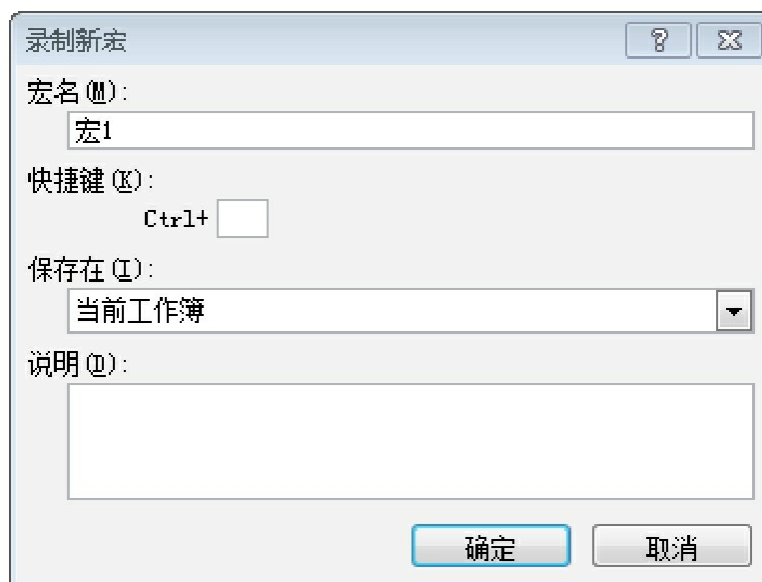 录制新宏
宏名(M):
宏1
快捷键(K):
Ctrl+
保存在(I):
当前工作簿
说明(D):
确定 取消